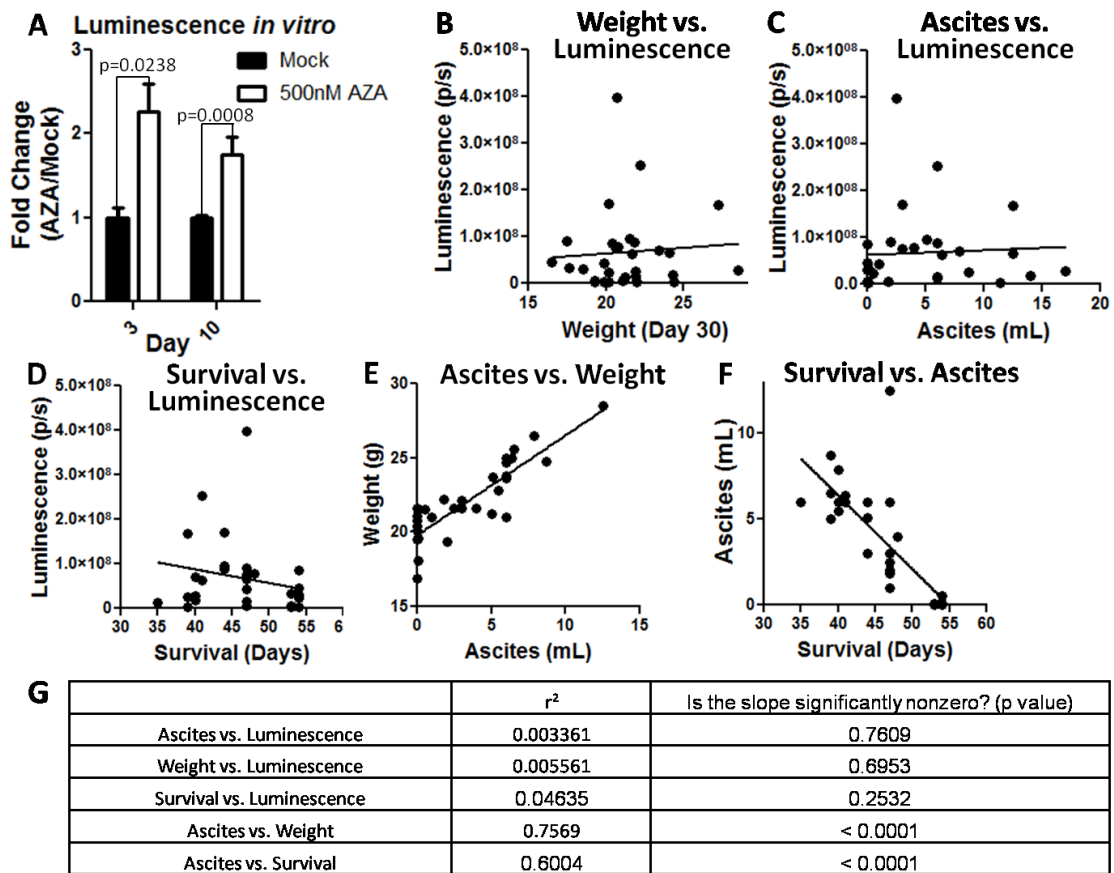 A Luminescence in vitro
3
2
1
0
Fold Change
(AZA/Mock)
p=0.0238
p=0.0008
Mock
500nM AZA
3
10
Day
B Weight vs.
Luminescence
5.0×10⁸
4.0×10⁸
3.0×10⁸
2.0×10⁸
1.0×10⁸
0
Luminescence (p/s)
15 20 25
Weight (Day 30)
C Ascites vs.
Luminescence
5.0×10⁰⁸
4.0×10⁰⁸
3.0×10⁰⁸
2.0×10⁰⁸
1.0×10⁰⁸
0
Luminescence (p/s)
0 5 10 15 20
Ascites (mL)
D Survival vs.
Luminescence
5.0×10⁸
4.0×10⁸
3.0×10⁸
2.0×10⁸
1.0×10⁸
0
Luminescence (p/s)
30 35 40 45 50 55 6
Survival (Days)
E Ascites vs. Weight
30
25
20
15
Weight (g)
0 5 10 15
Ascites (mL)
F Survival vs. Ascites
10
5
0
Ascites (mL)
30 35 40 45 50 55 60
Survival (Days)
G
r² Is the slope significantly nonzero? (p value)
Ascites vs. Luminescence 0.003361 0.7609
Weight vs. Luminescence 0.005561 0.6953
Survival vs. Luminescence 0.04635 0.2532
Ascites vs. Weight 0.7569 < 0.0001
Ascites vs. Survival 0.6004 < 0.0001